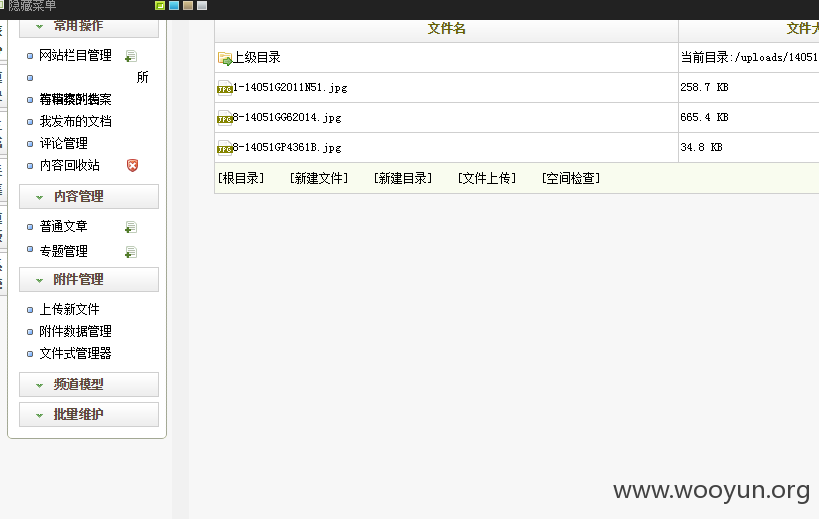 隐藏菜单
常用操作
网站栏目管理
所
我发布的文档
评论管理
内容回收站
内容管理
普通文章
专题管理
附件管理
上传新文件
附件数据管理
文件式管理器
频道模型
批量维护
文件名 文件大
上级目录 当前目录:/uploads/14051
1-14051G2011N51.jpg 258.7 KB
8-14051GG62014.jpg 665.4 KB
8-14051GP4361B.jpg 34.8 KB
[根目录] [新建文件] [新建目录] [文件上传] [空间检查]
www.wooyun.org